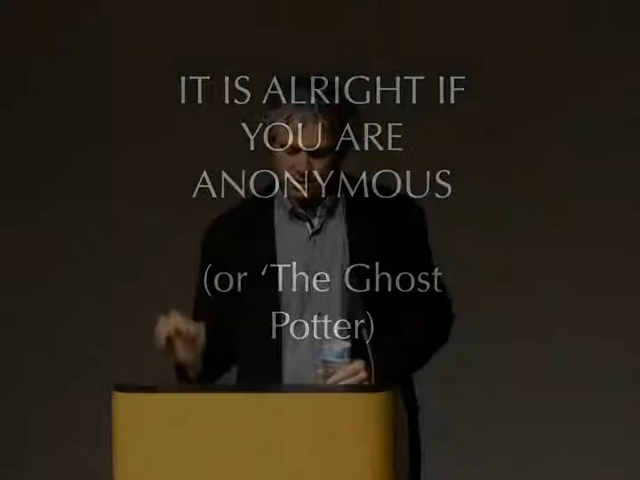 IT IS ALRIGHT IF
YOU ARE
ANONYMOUS
(or ‘The Ghost
Potter)